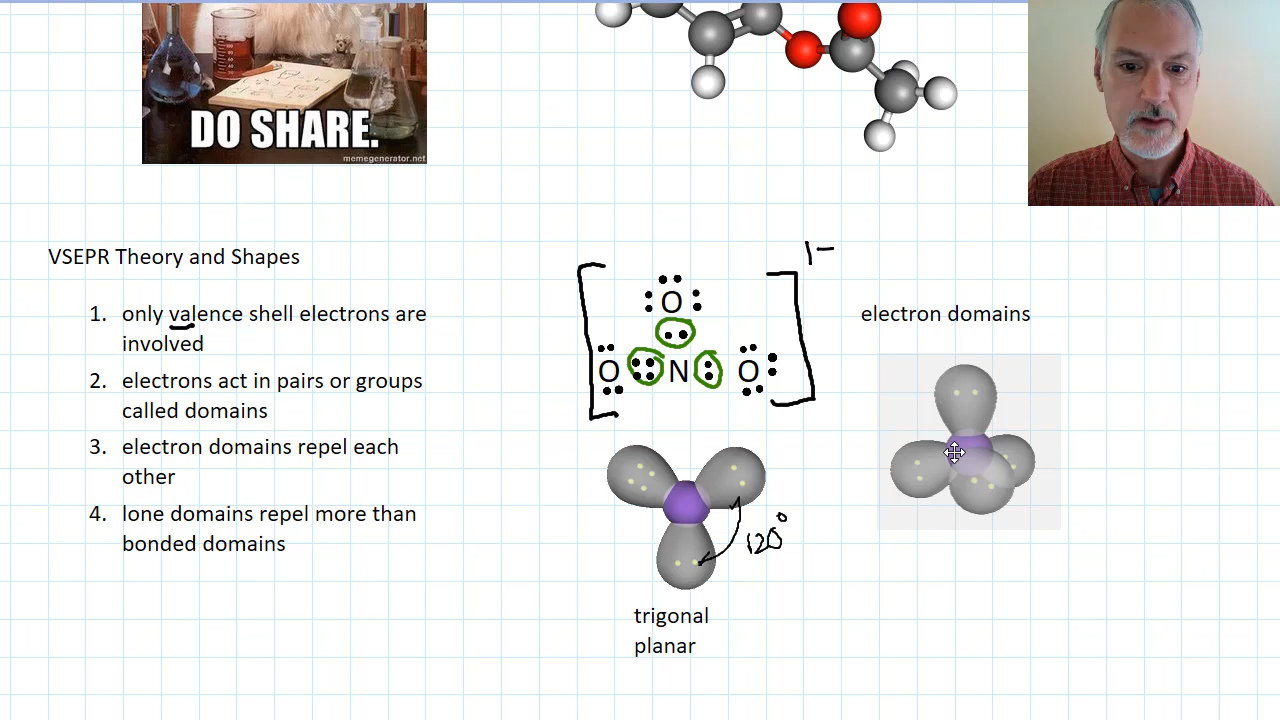 DO SHARE.
memegenerator.net
VSEPR Theory and Shapes
1. only valence shell electrons are
involved
2. electrons act in pairs or groups
called domains
3. electron domains repel each
other
4. lone domains repel more than
bonded domains
1-
O
O N O
120°
trigonal
planar
electron domains